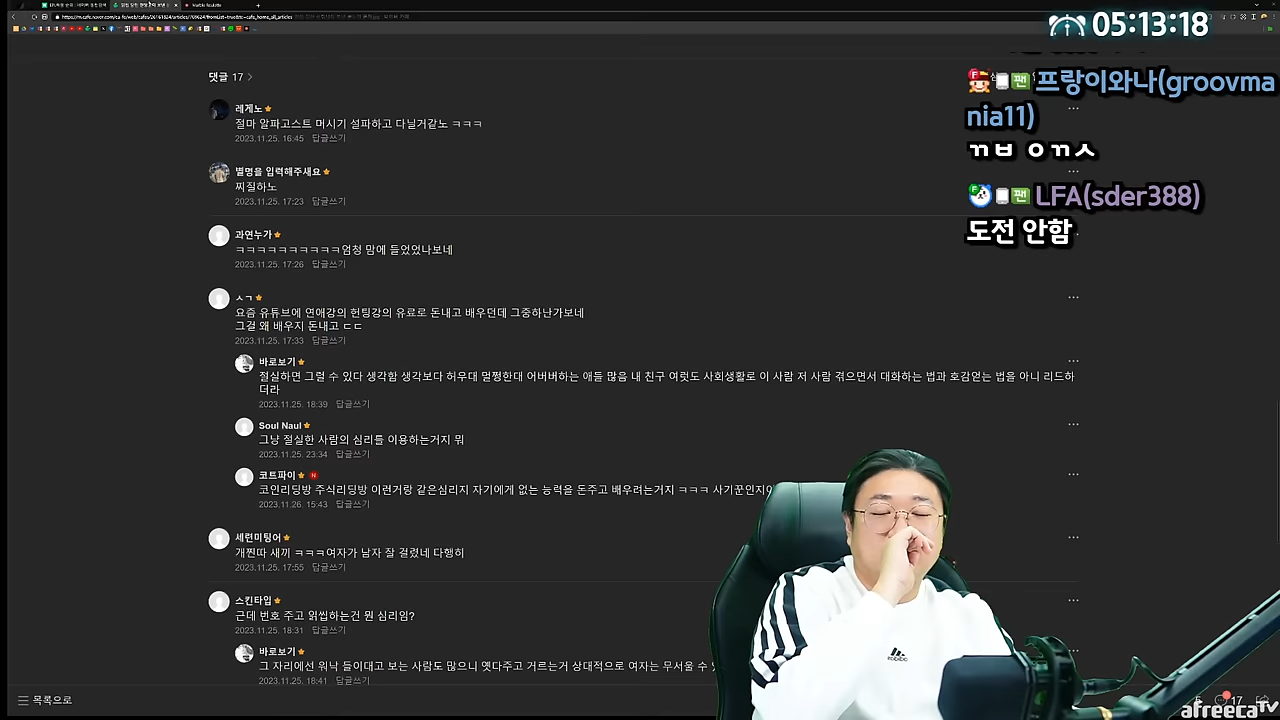 Marble Roulette
05:13:18
댓글 17
프랑이와나(groovma
nia11)
ㄲㅂ ㅇㄲㅅ
LFA(sder388)
도전 안함
레게노
절마 알파고스트 머시기 설파하고 다닐거같노 ㅋㅋㅋ
2023.11.25. 16:45 답글쓰기
별명을 입력해주새요
찌질하노
2023.11.25. 17:23 답글쓰기
과연누가
ㅋㅋㅋㅋㅋㅋㅋㅋㅋㅋ엄청 맘에 들었었나보네
2023.11.25. 17:26 답글쓰기
ㅅㄱ
요즘 유튜브에 연애강의 헌팅강의 유료로 돈내고 배우던데 그중하난가보네
그걸 왜 배우지 돈내고 ㄷㄷ
2023.11.25. 17:33 답글쓰기
바로보기
절실하면 그럴 수 있다 생각함 생각보다 허우대 멀쩡한대 어버버하는 애들 많음 내 친구 여럿도 사회생활로 이 사람 저 사람 겪으면서 대화하는 법과 호감얻는 법을 아니 리드하
더라
2023.11.25. 18:39 답글쓰기
Soul Naul
그냥 절실한 사람의 심리를 이용하는거지 뭐
2023.11.25. 23:34 답글쓰기
코트파이 N
코인리딩방 주식리딩방 이런거랑 같은심리지 자기에게 없는 능력을 돈주고 배우려는거지 ㅋㅋㅋ 사기꾼인지
2023.11.26. 15:43 답글쓰기
세런미팅어
개찐따 새끼 ㅋㅋㅋ여자가 남자 잘 걸렀네 다행히
2023.11.25. 17:55 답글쓰기
스킨타입
근데 번호 주고 읽씹하는건 뭔 심리임?
2023.11.25. 18:31 답글쓰기
바로보기
그 자리에선 워낙 들이대고 보는 사람도 많으니 옛다주고 거르는거 상대적으로 여자는 무서울 수
2023.11.25. 18:41 답글쓰기
목록으로
17
afreecaTV